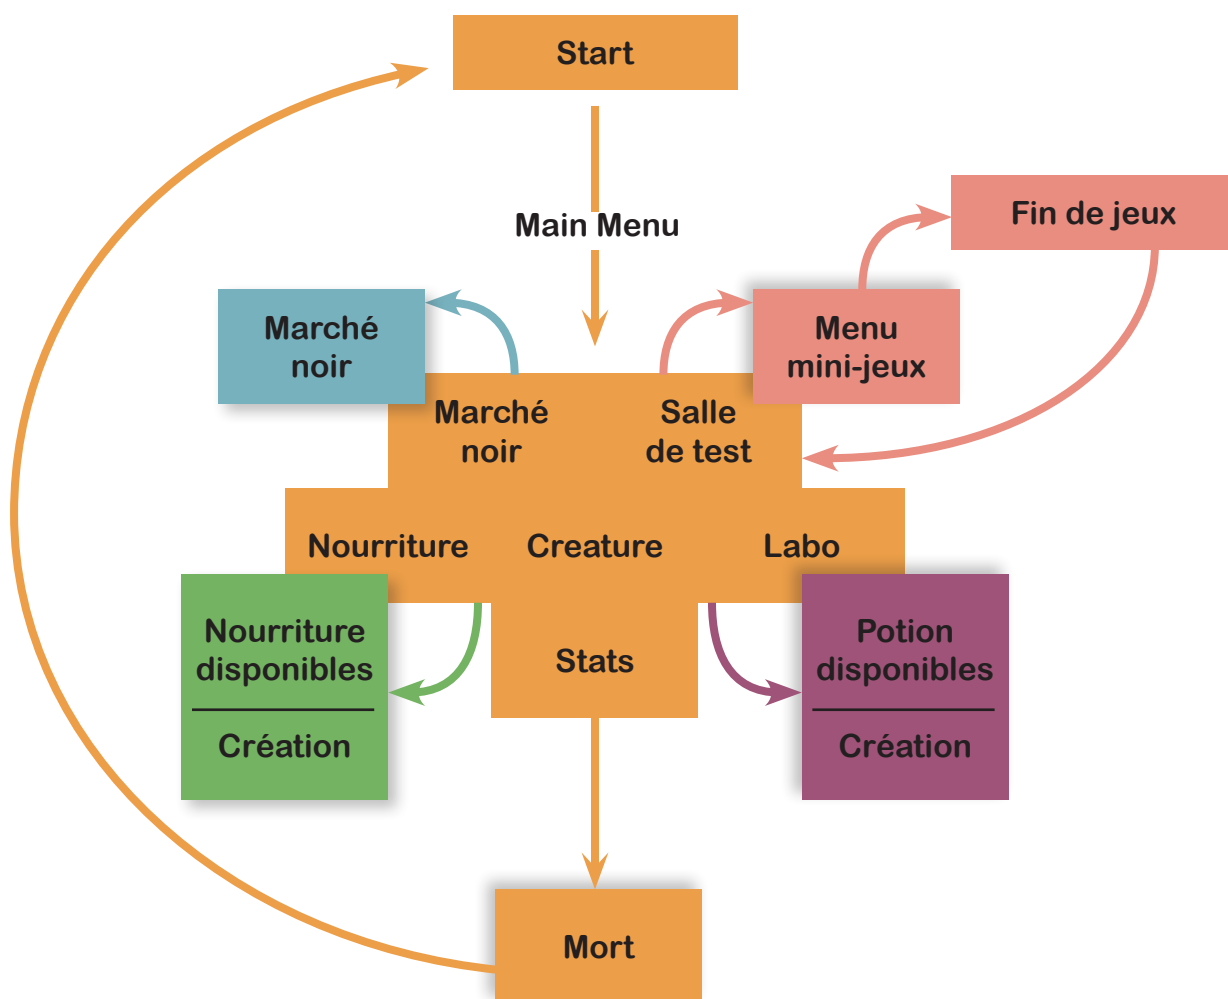 Start
Main Menu
Fin de jeux
Marché
noir
Menu
mini-jeux
Marché
noir
Salle
de test
Nourriture
Creature
Labo
Nourriture
disponibles
Création
Stats
Potion
disponibles
Création
Mort